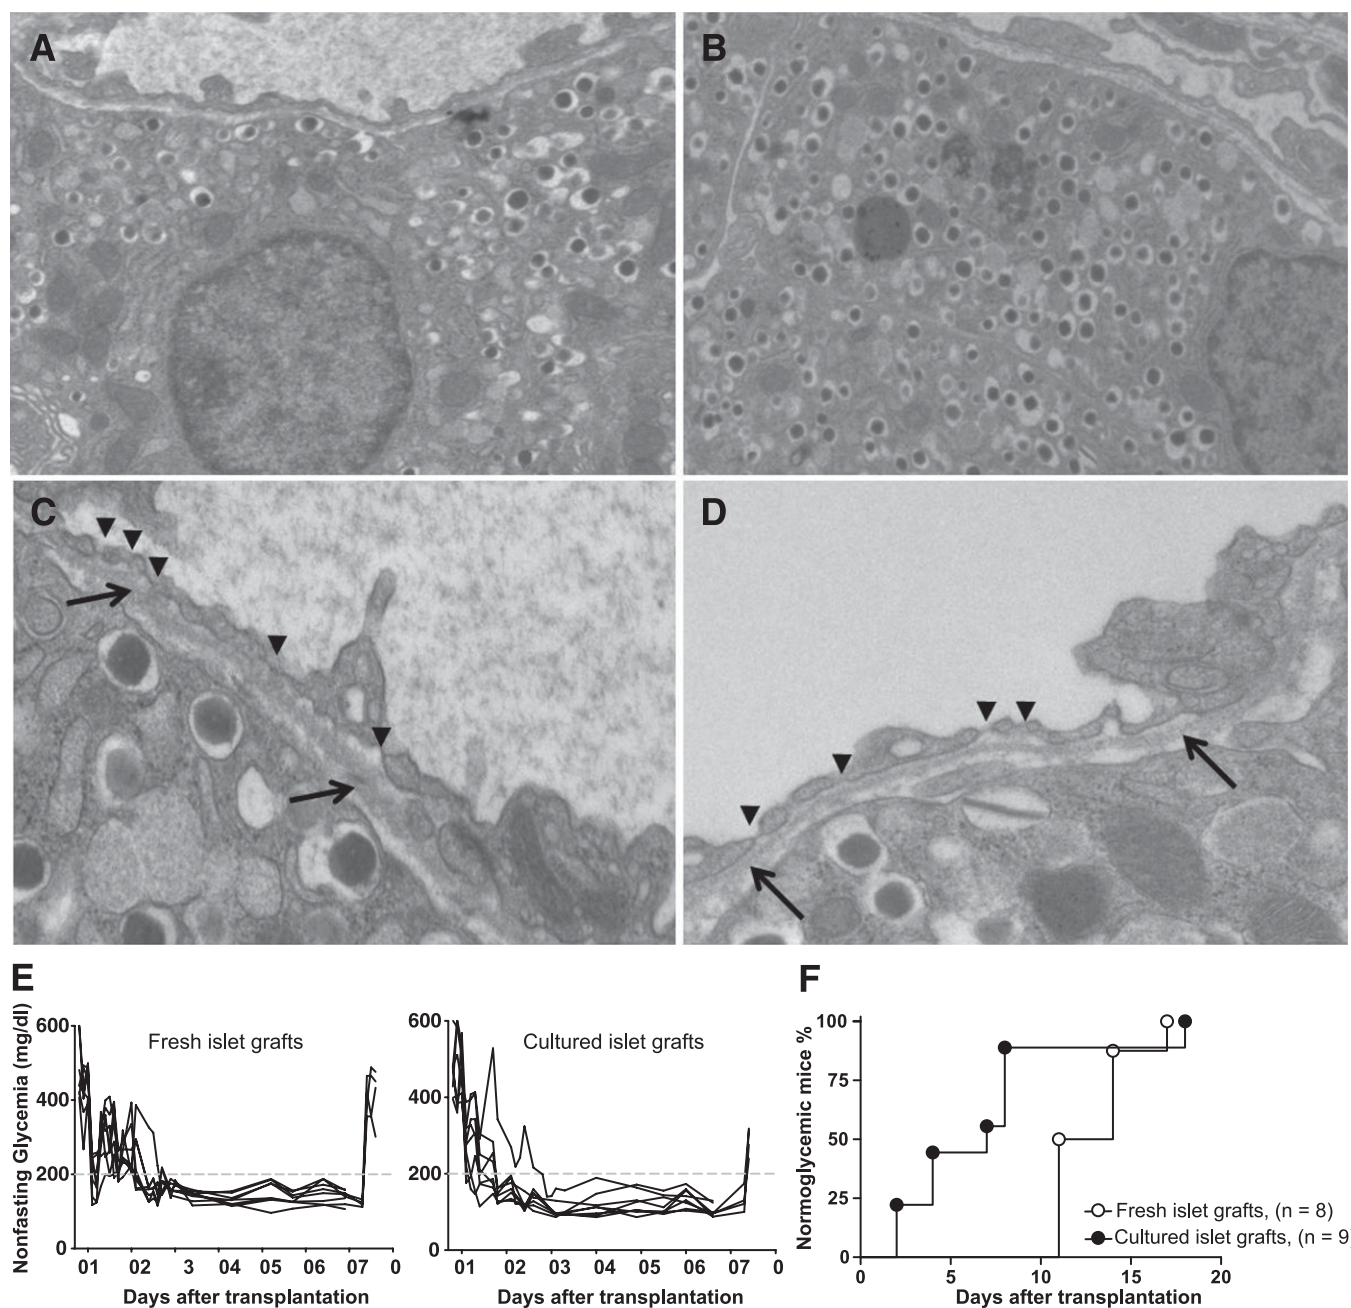 A
B
C
D
E
F
Nonfasting Glycemia (mg/dl)
600
400
200
0
Fresh islet grafts
01 02 3 04 05 06 07 0
Days after transplantation
600
400
200
0
Cultured islet grafts
01 02 03 04 05 06 07 0
Days after transplantation
Normoglycemic mice %
100
75
50
25
0
Fresh islet grafts, (n = 8)
Cultured islet grafts, (n = 9
0 5 10 15 20
Days after transplantation